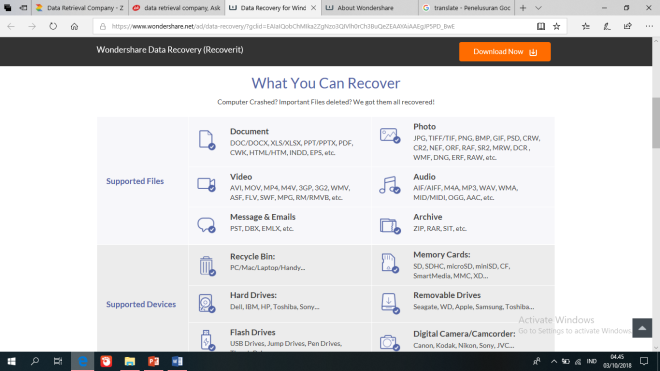 Data Retrieval Company - Z
data retrieval company, Ask
Data Recovery for Wind
About Wondershare
translate - Penelusuran Goo
https://www.wondershare.net/ad/data-recovery/?gclid=EAIaIQobChMIka2ZgNzo3QIVlh0rCh3BuQeZEAAYAiAAEgJP5PD_BwE
Wondershare Data Recovery (Recoverit)
Download Now
What You Can Recover
Computer Crashed? Important Files deleted? We got them all recovered!
Supported Files
Document
DOC/DOCX, XLS/XLSX, PPT/PPTX, PDF,
CWK, HTML/HTM, INDD, EPS, etc.
Photo
JPG, TIFF/TIF, PNG, BMP, GIF, PSD, CRW,
CR2, NEF, ORF, RAF, SR2, MRW, DCR ,
WMF, DNG, ERF, RAW, etc.
Video
AVI, MOV, MP4, M4V, 3GP, 3G2, WMV,
ASF, FLV, SWF, MPG, RM/RMVB, etc.
Audio
AIF/AIFF, M4A, MP3, WAV, WMA,
MID/MIDI, OGG, AAC, etc.
Message & Emails
PST, DBX, EMLX, etc.
Archive
ZIP, RAR, SIT, etc.
Supported Devices
Recycle Bin:
PC/Mac/Laptop/Handy...
Memory Cards:
SD, SDHC, microSD, miniSD, CF,
SmartMedia, MMC, XD...
Hard Drives:
Dell, IBM, HP, Toshiba, Sony...
Removable Drives
Seagate, WD, Apple, Samsung, Toshiba...
Flash Drives
USB Drives, Jump Drives, Pen Drives,
Digital Camera/Camcorder:
Canon, Kodak, Nikon, Sony, JVC...
Activate Windows
Go to Settings to activate Windows.
IND
04.45
03/10/2018